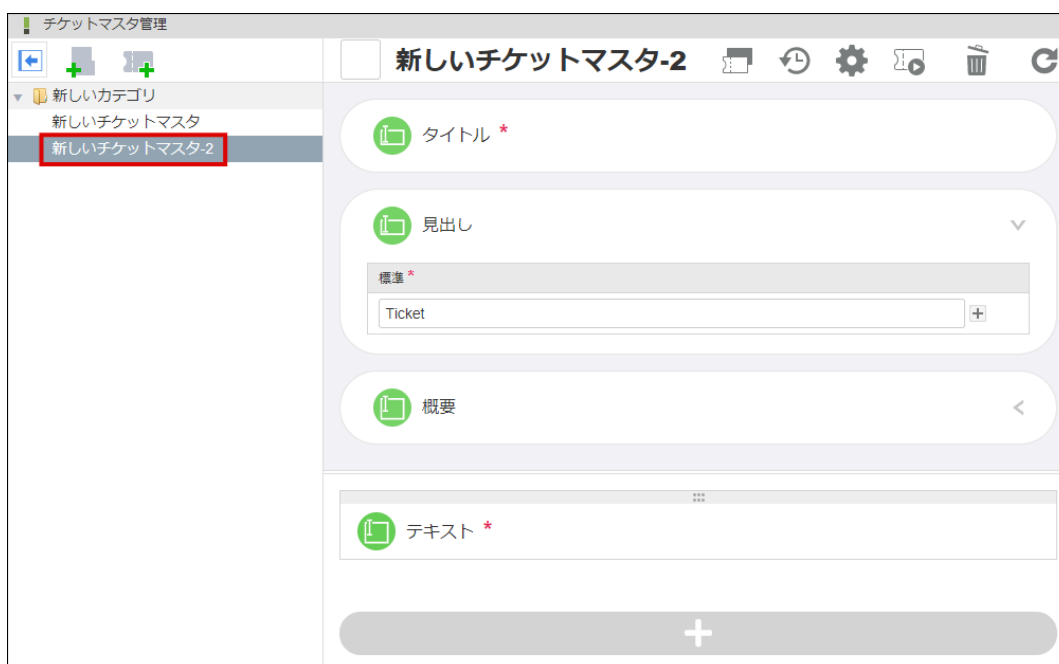 チケットマスタ管理
新しいチケットマスタ-2
新しいカテゴリ
新しいチケットマスタ
新しいチケットマスタ-2
タイトル *
見出し
標準 *
Ticket
概要
テキスト *